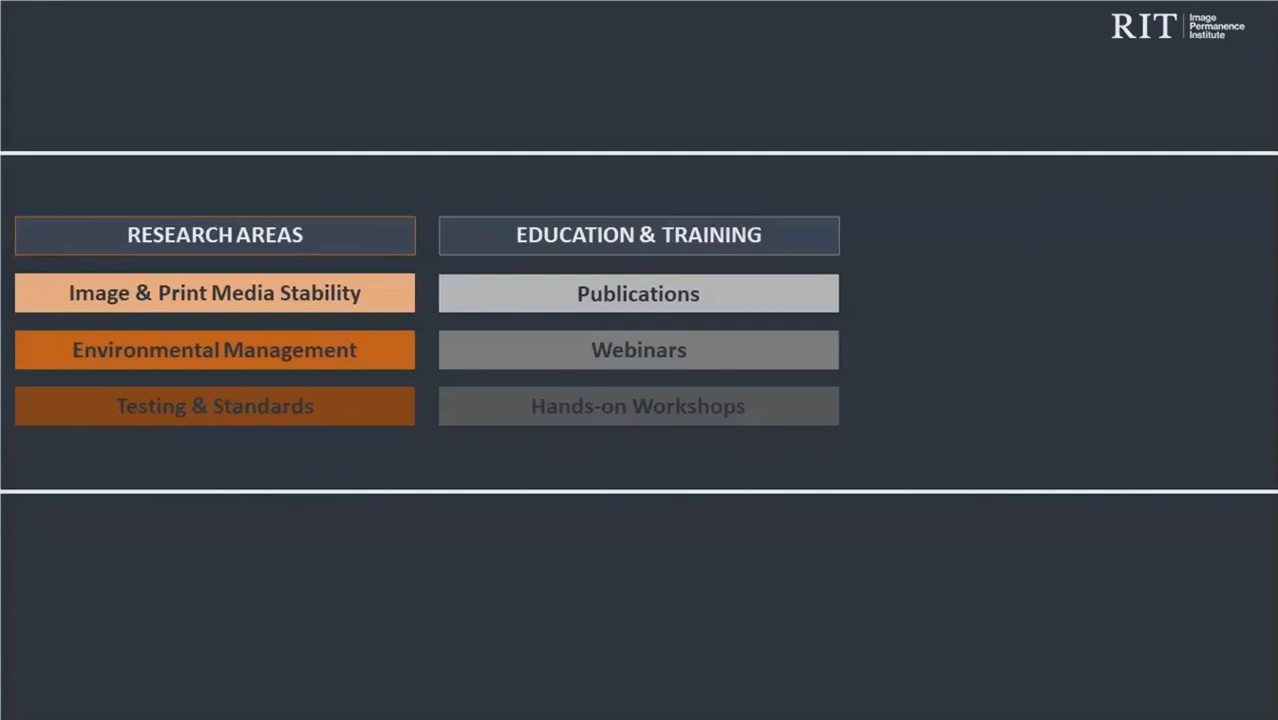 RIT
Image
Permanence
Institute
RESEARCH AREAS
Image & Print Media Stability
Environmental Management
Testing & Standards
EDUCATION & TRAINING
Publications
Webinars
Hands-on Workshops